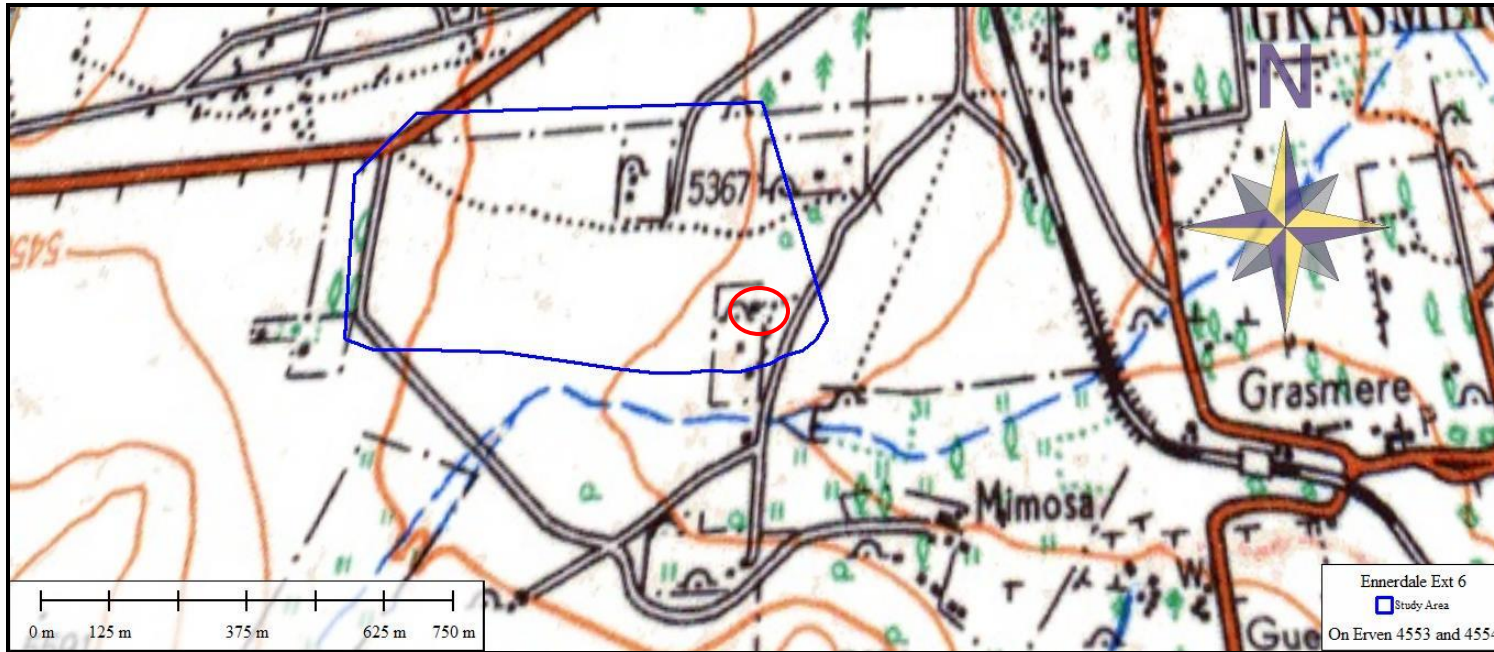 GRASMER
N
5367
545
Grasmere
P
Mimosa
W
0 m 125 m 375 m 625 m 750 m
Ennerdale Ext 6
Study Area
On Erven 4553 and 4554
Gue